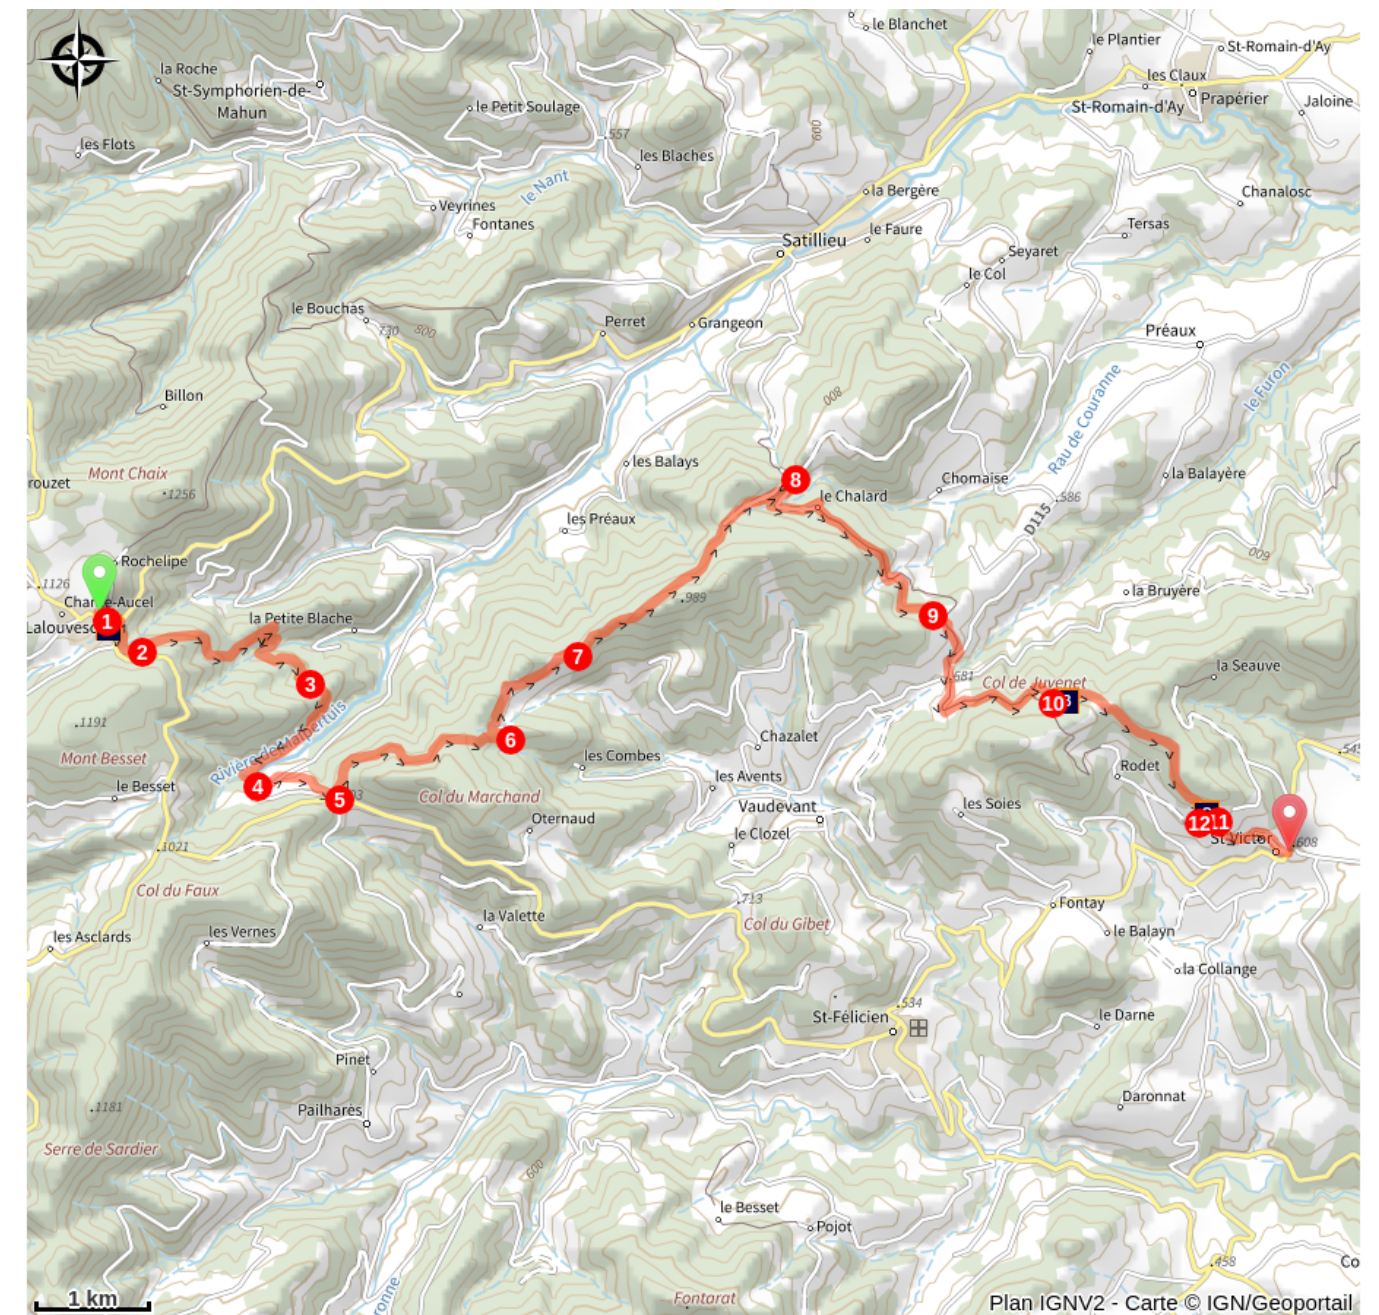 le Blanchet
le Plantier
St-Romain-d'Ay
la Roche
les Claux
St-Symphorien-de-
Mahun
le Petit Soulage
St-Romain-d'Ay
Prapérier
Jaloine
les Flots
557
600
les Blaches
le Nant
la Bergère
Chanalosc
Veyrines
Fontanes
Tersas
Satillieu
le Faure
Seyaret
le Col
le Bouchas
730
800
Perret
Grangeon
Préaux
Billon
800
Rau de Couranne
le Furon
Mont Chaix
1256
rouzet
les Balays
8
le Chalard
Chomaise
la Balayère
586
D115
les Préaux
600
Rochelipe
1126
la Bruyère
989
1
la Petite Blache
9
2
7
la Seauve
3
681
Col de Juvenet
10
1191
Rivière de Malpertuis
6
Chazalet
545
Mont Besset
les Combes
Rodet
le Besset
4
5
Col du Marchand
les Avents
Vaudevant
les Soies
12
11
St-Victor
608
Oternaud
le Clozel
1021
Col du Faux
713
Col du Gibet
Fontay
la Valette
les Vernes
les Asclards
le Balayn
la Collange
534
St-Félicien
le Darne
Pinet
1181
Pailharès
Daronnat
Serre de Sardier
600
le Besset
Pojot
458
Co
ronne
Fontarat
1 km
Plan IGNV2 - Carte © IGN/Geoportail